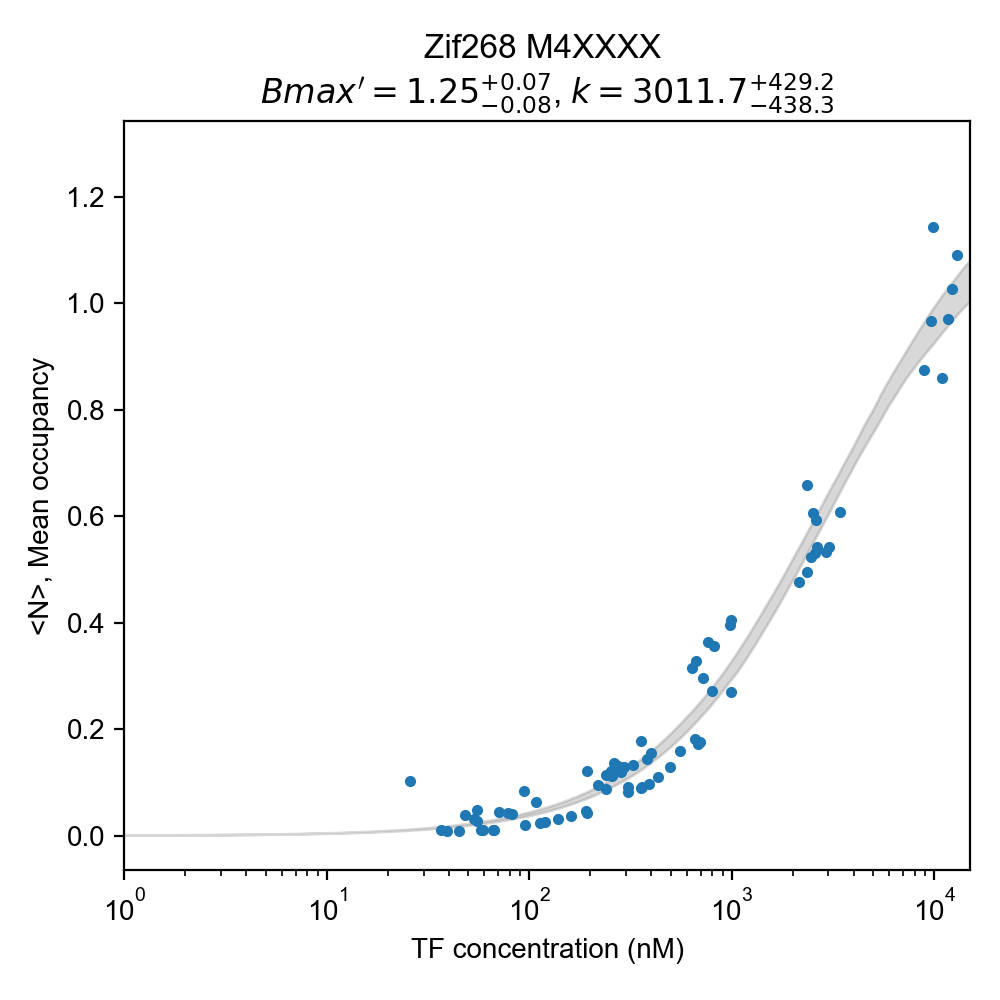 Zif268 M4XXXX
Bmax′ = 1.25 +0.07 −0.08, k = 3011.7 +429.2 −438.3
1.2
1.0
0.8
0.6
0.4
0.2
0.0
<N>, Mean occupancy
10^0 10^1 10^2 10^3 10^4
TF concentration (nM)